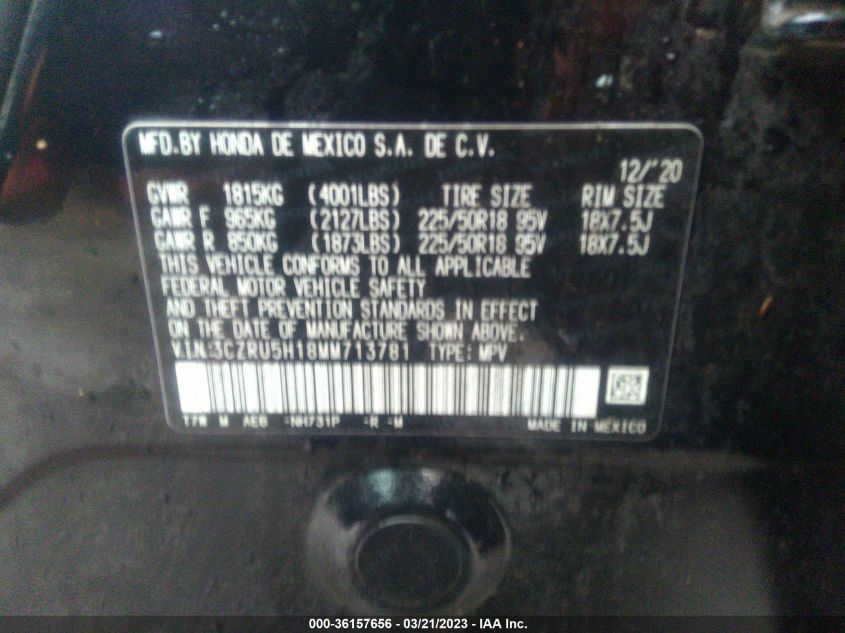 MFD.BY HONDA DE MEXICO S.A. DE C.V.
12/'20
GVWR 1815KG (4001LBS) TIRE SIZE RIM SIZE
GAWR F 965KG (2127LBS) 225/50R18 95V 18X7.5J
GAWR R 850KG (1873LBS) 225/50R18 95V 18X7.5J
THIS VEHICLE CONFORMS TO ALL APPLICABLE
FEDERAL MOTOR VEHICLE SAFETY
AND THEFT PREVENTION STANDARDS IN EFFECT
ON THE DATE OF MANUFACTURE SHOWN ABOVE.
V.I.N:3CZRU5H18MM713781 TYPE: MPV
T7W M AEB -NH731P -R -M MADE IN MEXICO
000-36157656 — 03/21/2023 — IAA Inc.